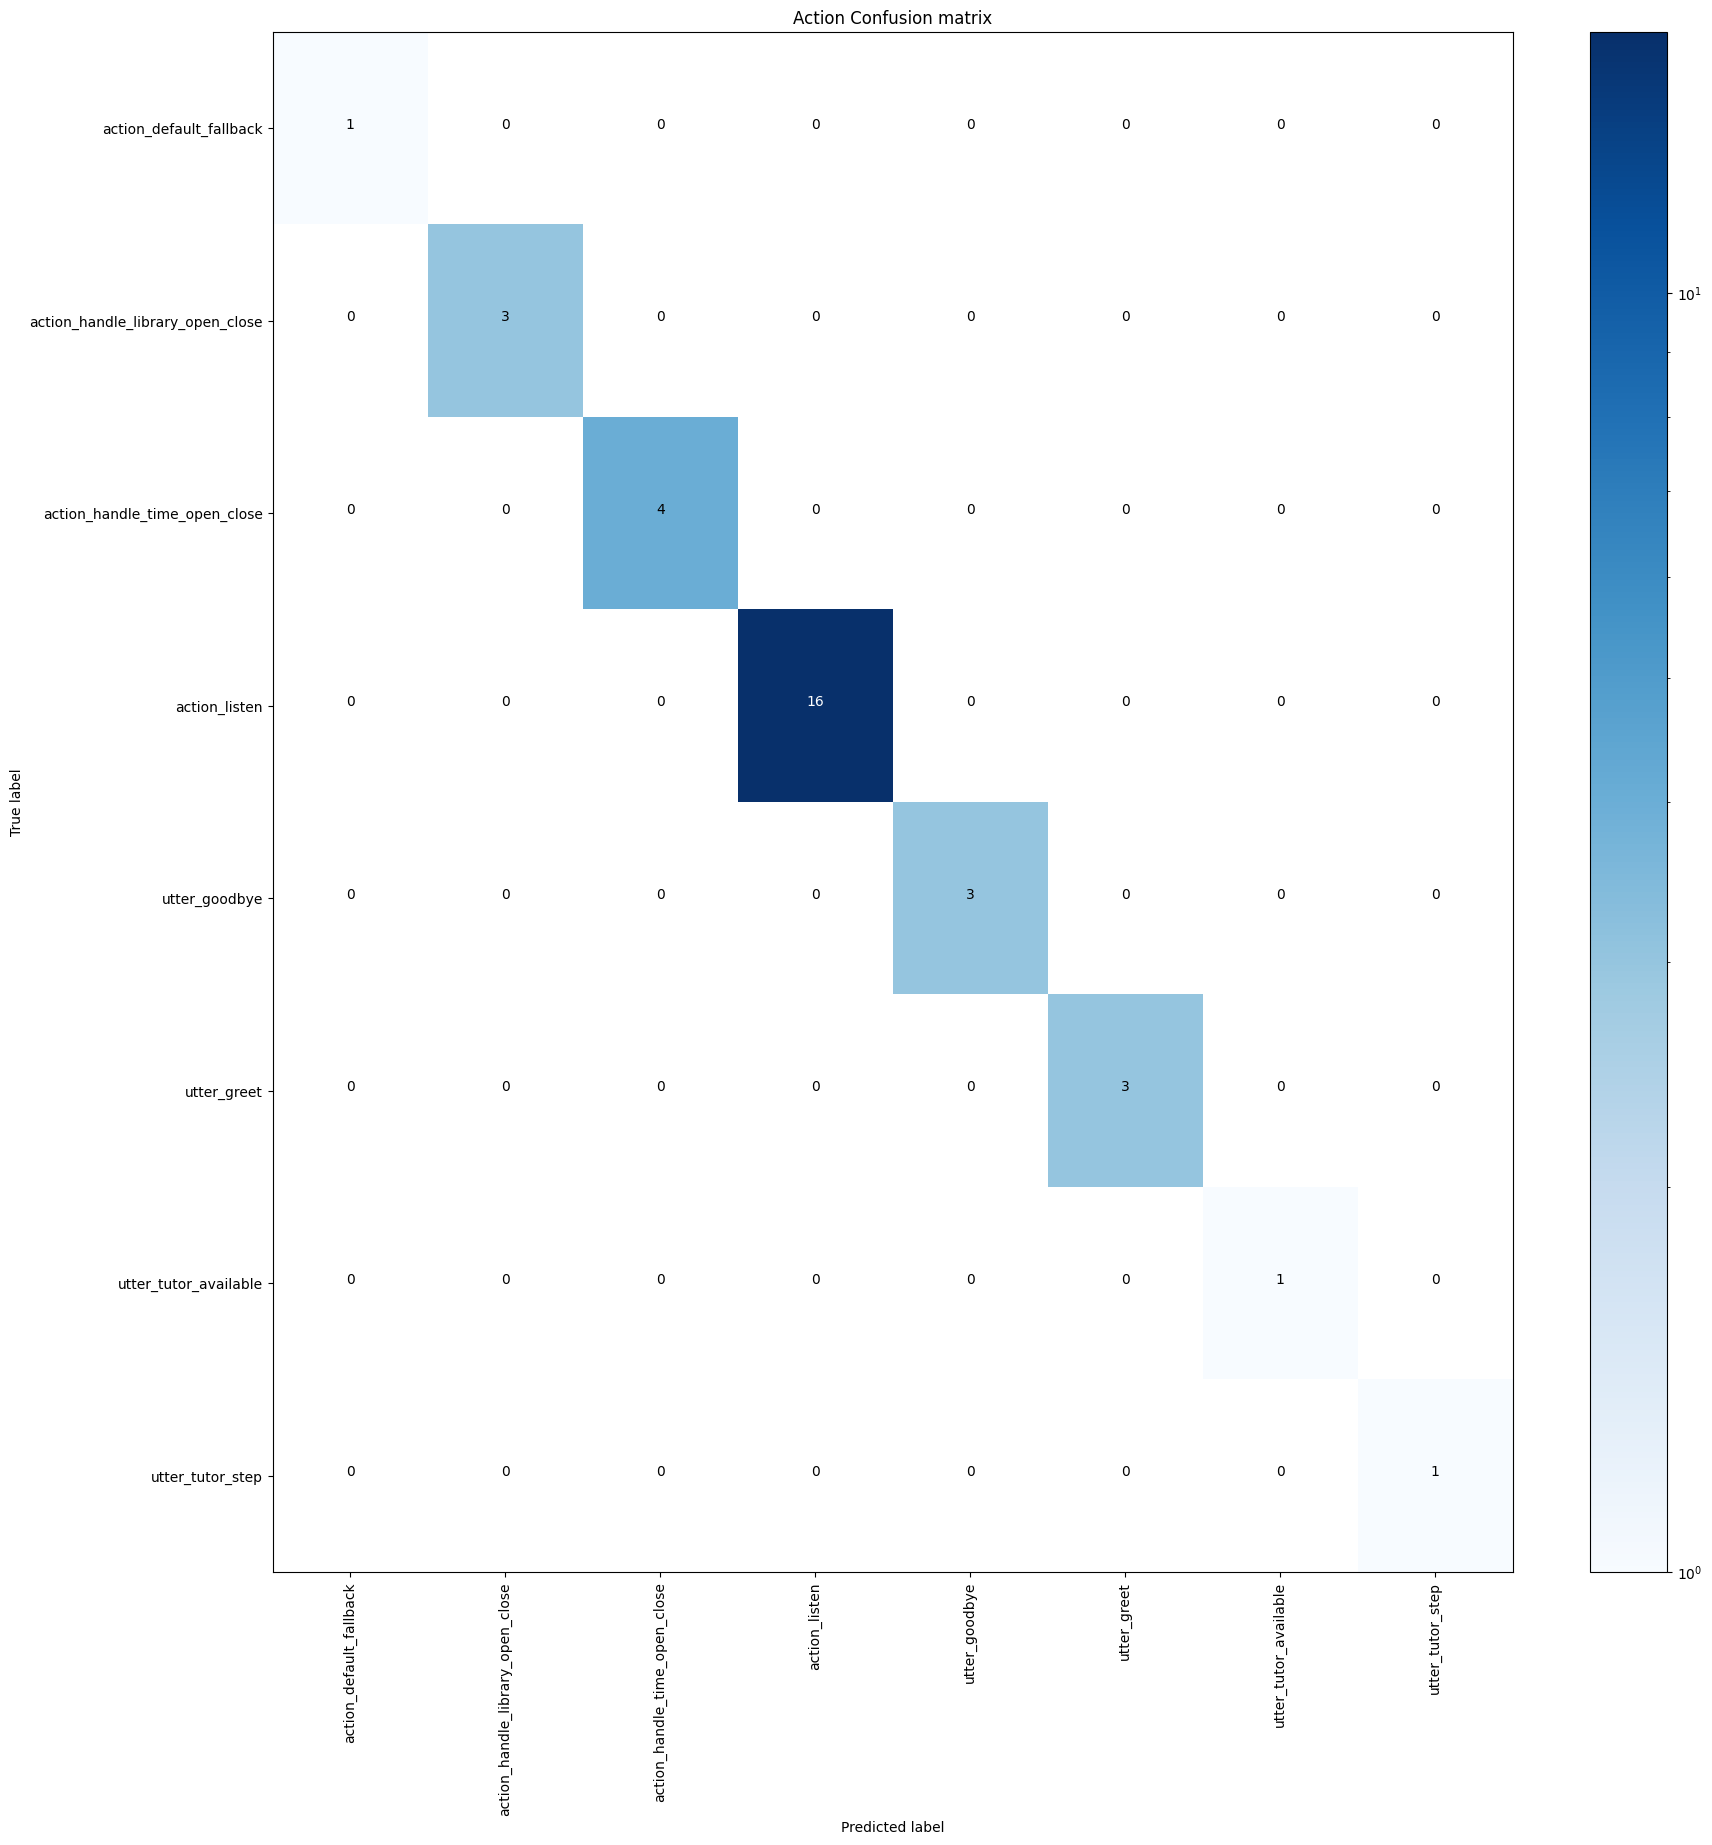 Action Confusion matrix
True label
action_default_fallback 1 0 0 0 0 0 0 0
action_handle_library_open_close 0 3 0 0 0 0 0 0
action_handle_time_open_close 0 0 4 0 0 0 0 0
action_listen 0 0 0 16 0 0 0 0
utter_goodbye 0 0 0 0 3 0 0 0
utter_greet 0 0 0 0 0 3 0 0
utter_tutor_available 0 0 0 0 0 0 1 0
utter_tutor_step 0 0 0 0 0 0 0 1
action_default_fallback
action_handle_library_open_close
action_handle_time_open_close
action_listen
utter_goodbye
utter_greet
utter_tutor_available
utter_tutor_step
Predicted label
10¹
10⁰